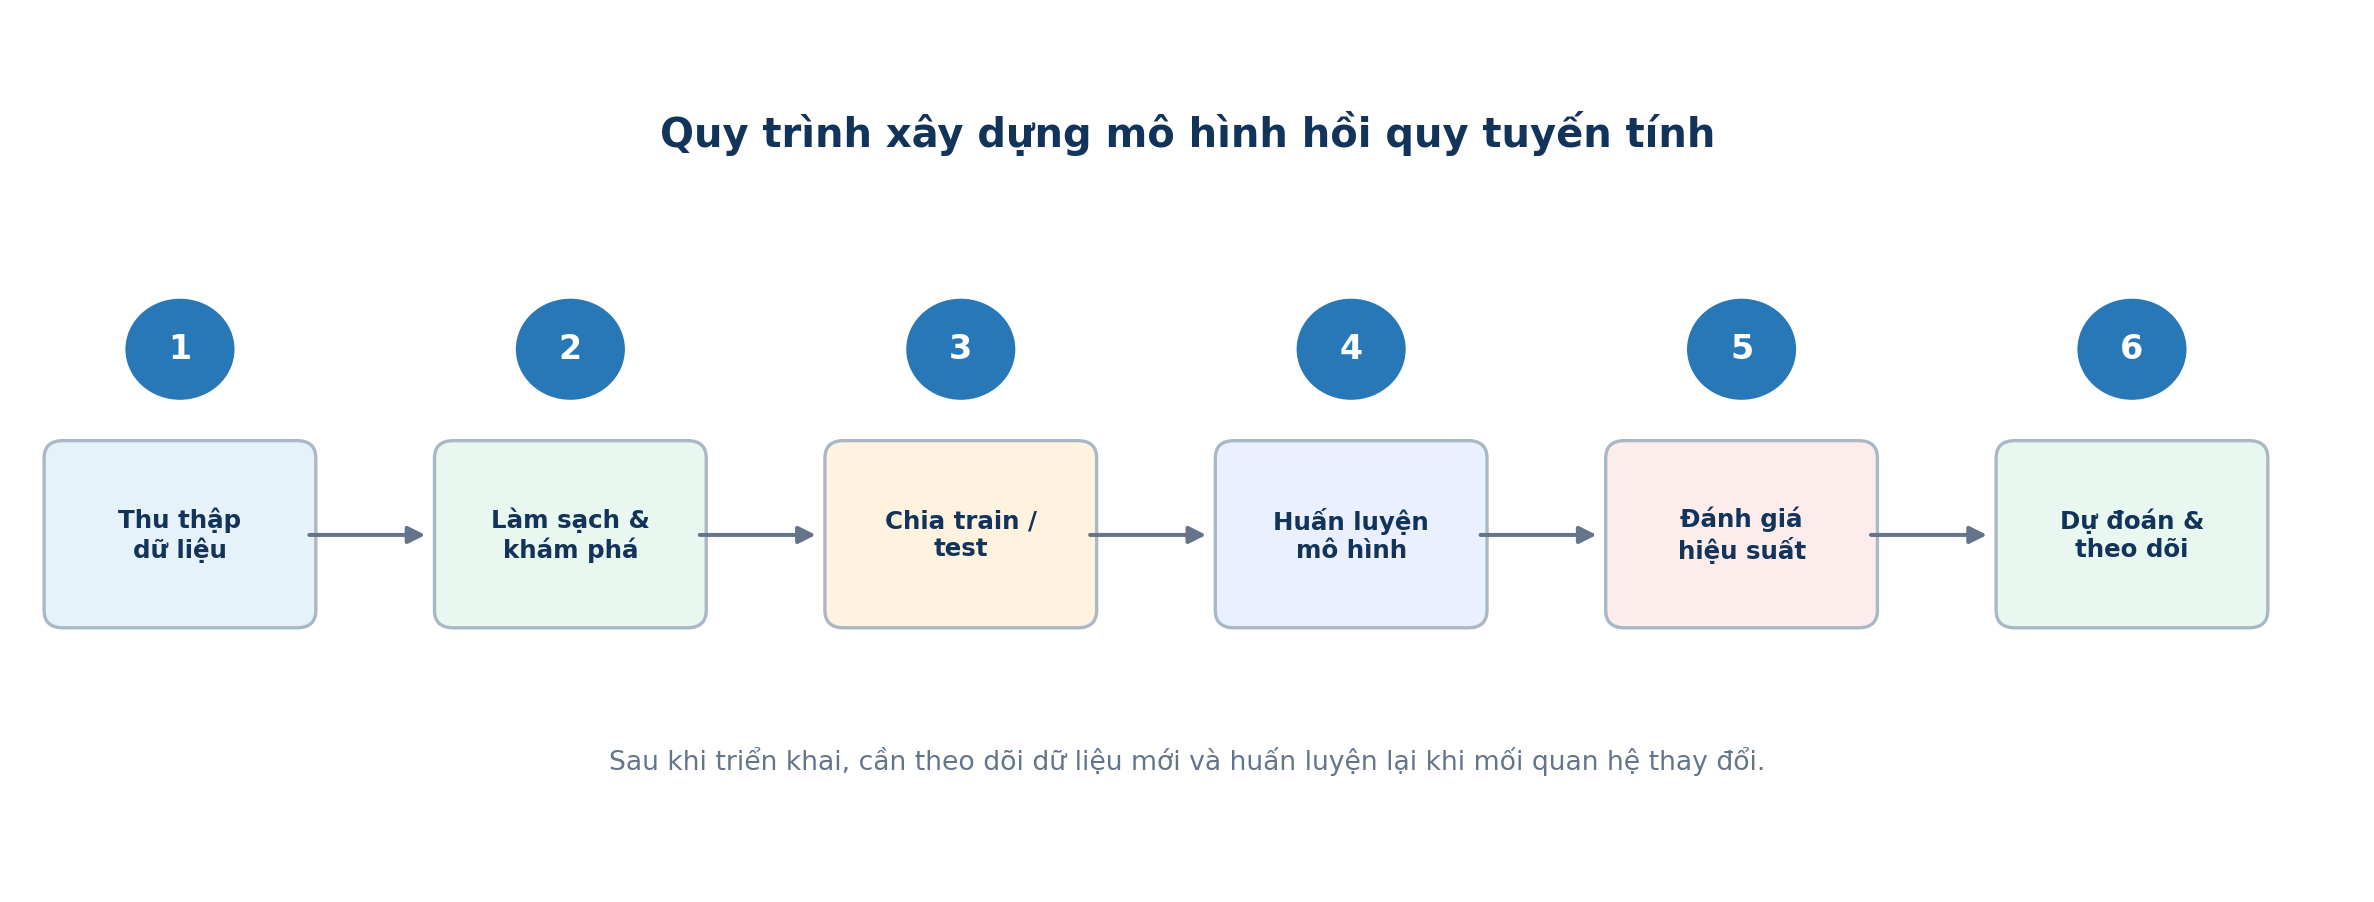 Quy trình xây dựng mô hình hồi quy tuyến tính
1
2
3
4
5
6
Thu thập
dữ liệu
Làm sạch &
khám phá
Chia train /
test
Huấn luyện
mô hình
Đánh giá
hiệu suất
Dự đoán &
theo dõi
Sau khi triển khai, cần theo dõi dữ liệu mới và huấn luyện lại khi mối quan hệ thay đổi.